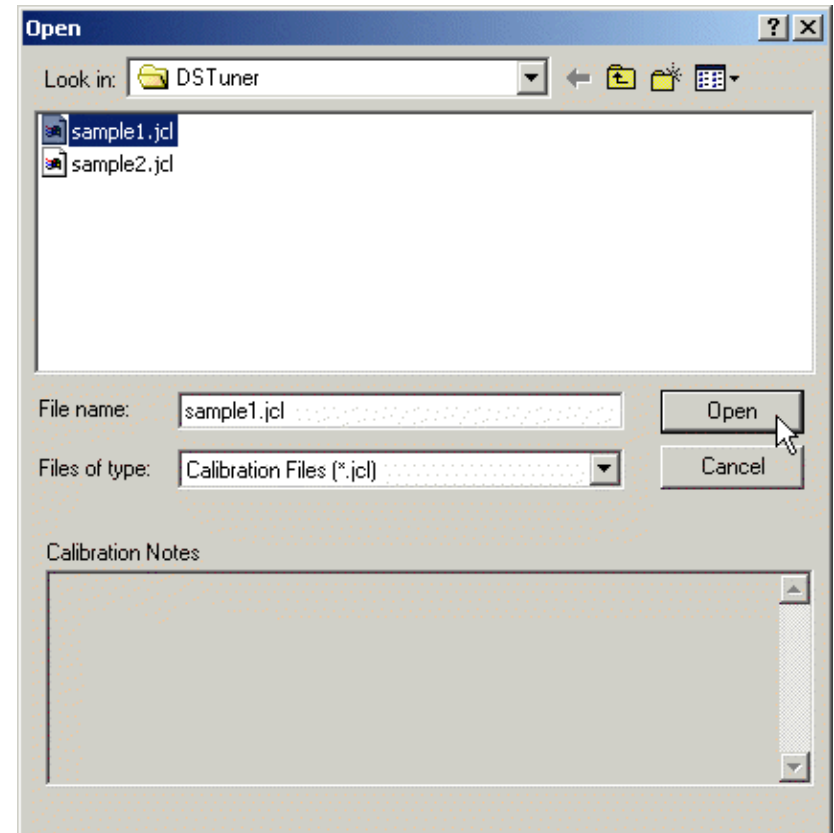 Open
Look in: DSTuner
sample1.jcl
sample2.jcl
File name: sample1.jcl Open
Files of type: Calibration Files (*.jcl) Cancel
Calibration Notes